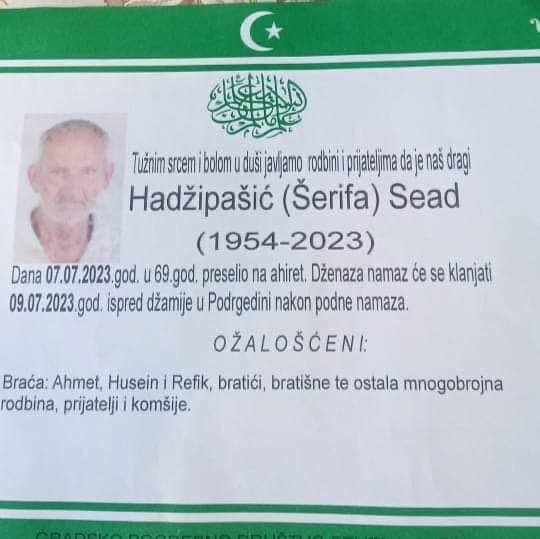 Tužnim srcem i bolom u duši javljamo rodbini i prijateljima da je naš dragi
Hadžipašić (Šerifa) Sead
(1954-2023)
Dana 07.07.2023.god. u 69.god. preselio na ahiret. Dženaza namaz će se klanjati
09.07.2023.god. ispred džamije u Podrgedini nakon podne namaza.
OŽALOŠĆENI:
Braća: Ahmet, Husein i Refik, bratići, bratišne te ostala mnogobrojna
rodbina, prijatelji i komšije.